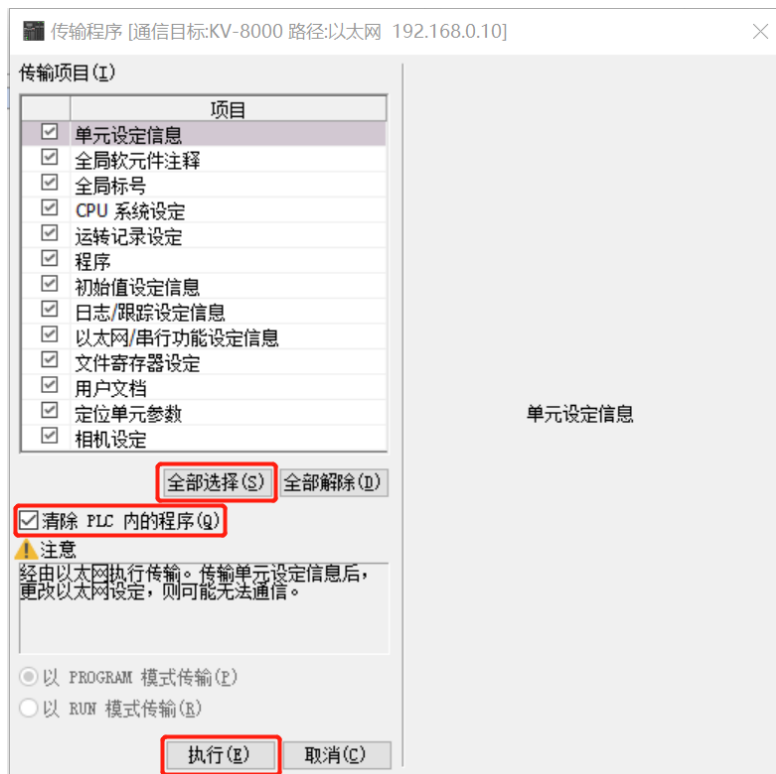 传输程序 [通信目标:KV-8000 路径:以太网 192.168.0.10]
传输项目(I)
项目
单元设定信息
全局软元件注释
全局标号
CPU 系统设定
运转记录设定
程序
初始值设定信息
日志/跟踪设定信息
以太网/串行功能设定信息
文件寄存器设定
用户文档
定位单元参数
相机设定
单元设定信息
全部选择(S) 全部解除(D)
清除 PLC 内的程序(Q)
注意
经由以太网执行传输。传输单元设定信息后,
更改以太网设定,则可能无法通信。
以 PROGRAM 模式传输(P)
以 RUN 模式传输(R)
执行(E) 取消(C)